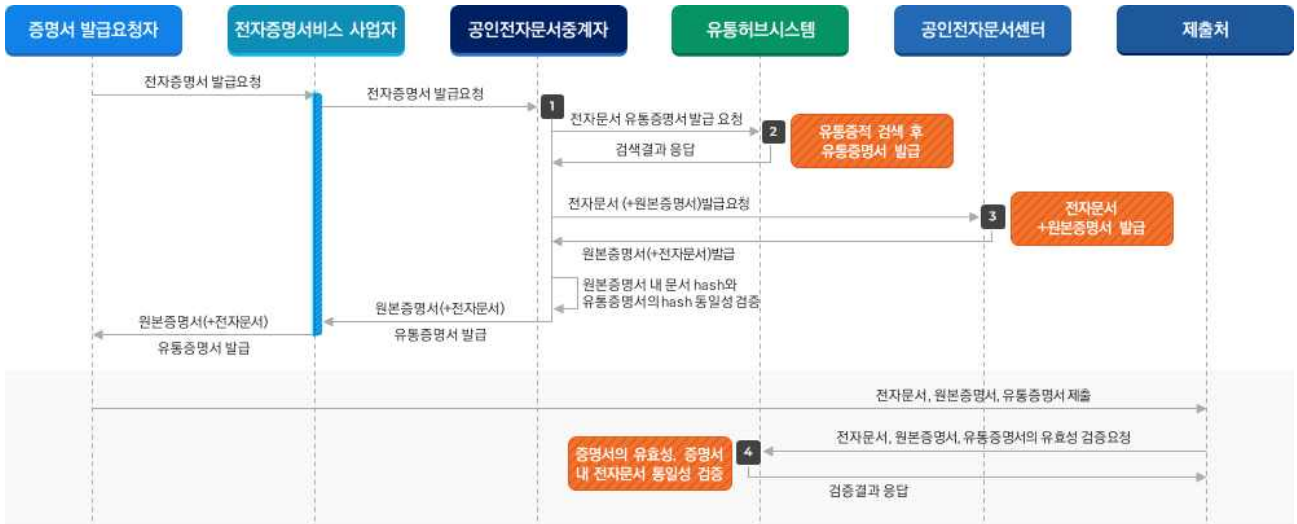 증명서 발급요청자
전자증명서비스 사업자
공인전자문서중계자
유통허브시스템
공인전자문서센터
제출처
전자증명서 발급요청
전자증명서 발급요청
1
전자문서 유통증명서 발급 요청
2
유통증적 검색 후
유통증명서 발급
검색결과 응답
전자문서 (+원본증명서)발급요청
3
전자문서
+원본증명서 발급
원본증명서(+전자문서)발급
원본증명서 내 문서 hash와
유통증명서의 hash 동일성 검증
원본증명서(+전자문서)
유통증명서 발급
원본증명서(+전자문서)
유통증명서 발급
전자문서, 원본증명서, 유통증명서 제출
전자문서, 원본증명서, 유통증명서의 유효성 검증요청
4
증명서의 유효성, 증명서
내 전자문서 통일성 검증
검증결과 응답